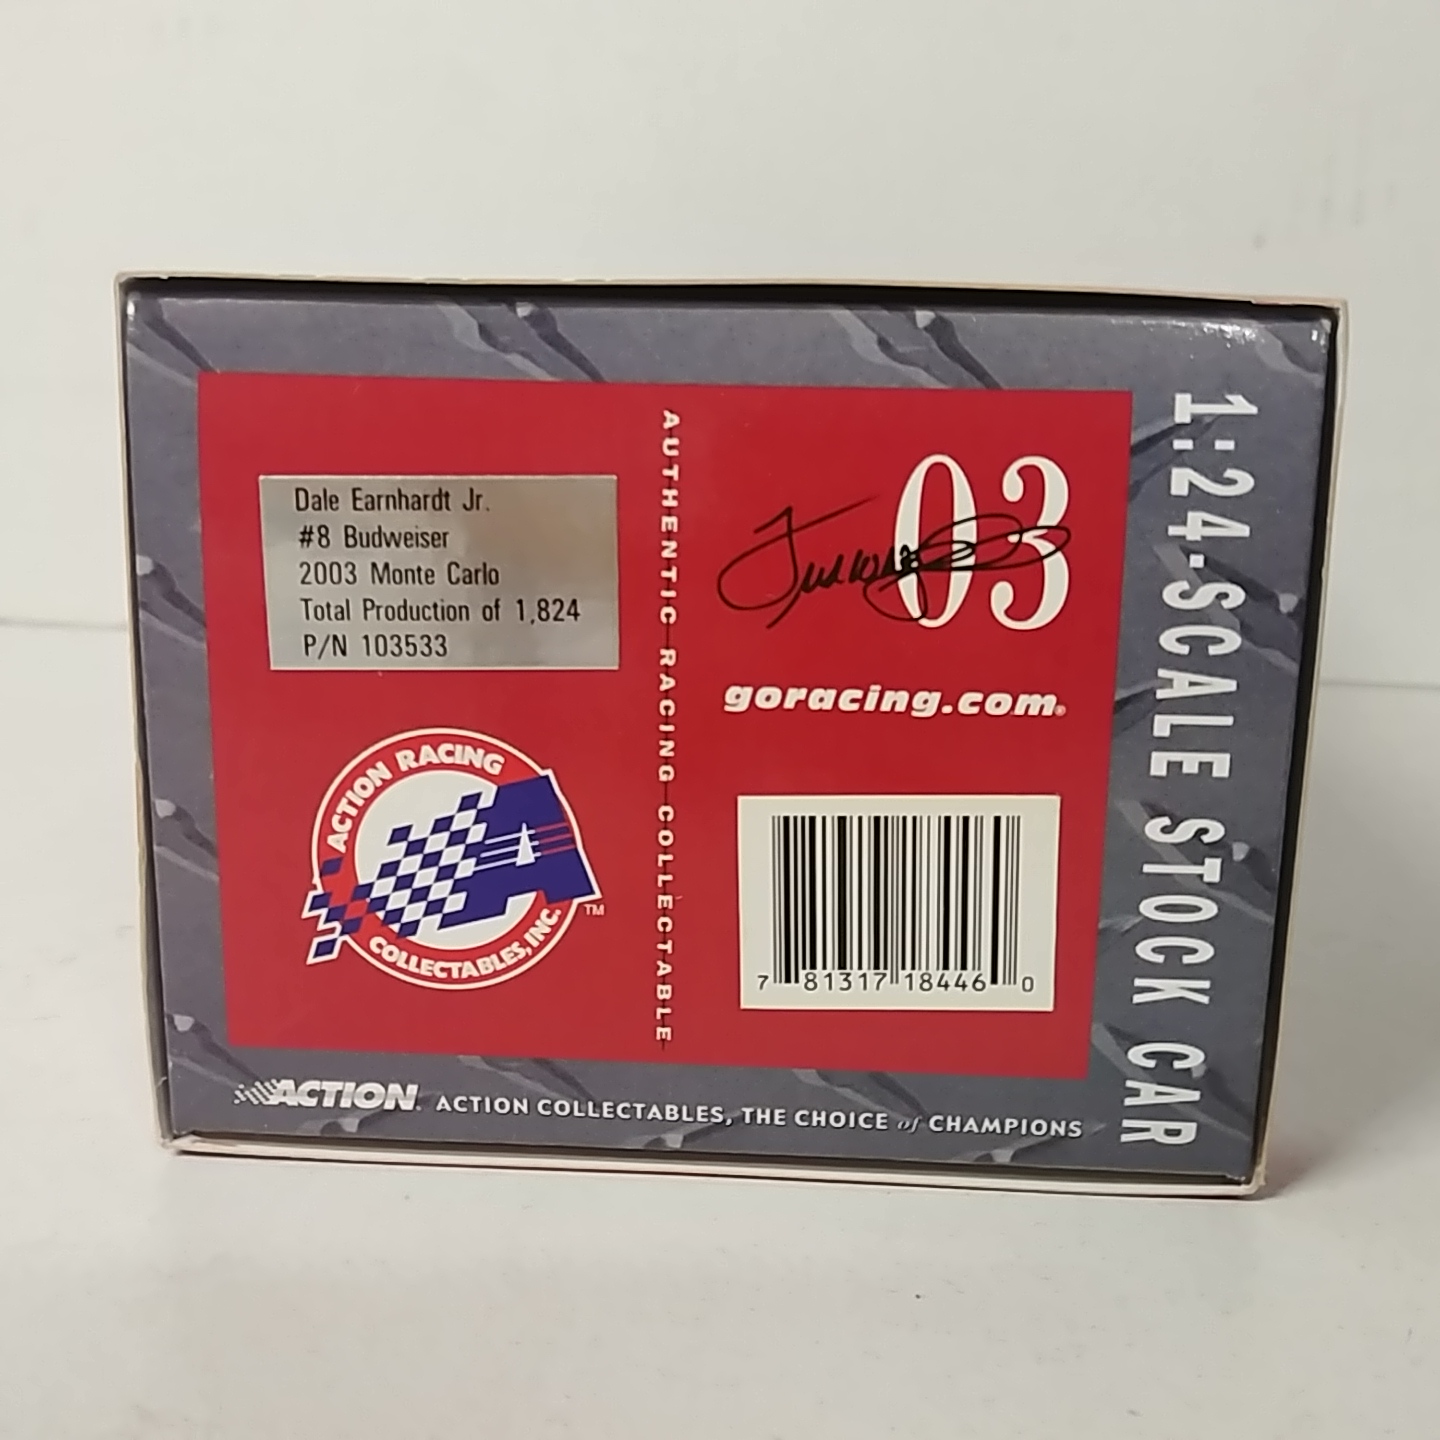 Dale Earnhardt Jr.
#8 Budweiser
2003 Monte Carlo
Total Production of 1,824
P/N 103533
ACTION RACING
COLLECTABLES, INC.
TM
AUTHENTIC RACING COLLECTABLE
03
goracing.com®
7 81317 18446 0
1:24-SCALE STOCK CAR
ACTION®
ACTION COLLECTABLES, THE CHOICE of CHAMPIONS